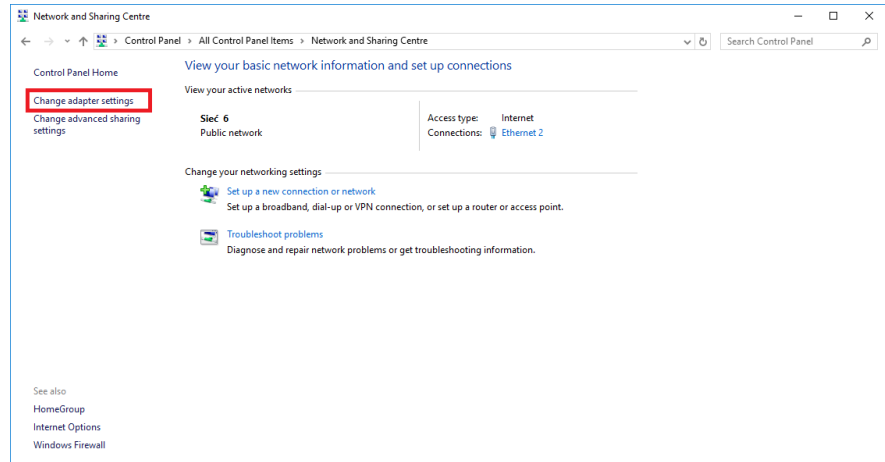 Network and Sharing Centre
Control Panel > All Control Panel Items > Network and Sharing Centre
Search Control Panel
Control Panel Home
Change adapter settings
Change advanced sharing
settings
View your basic network information and set up connections
View your active networks
Sieć 6
Public network
Access type: Internet
Connections: Ethernet 2
Change your networking settings
Set up a new connection or network
Set up a broadband, dial-up or VPN connection, or set up a router or access point.
Troubleshoot problems
Diagnose and repair network problems or get troubleshooting information.
See also
HomeGroup
Internet Options
Windows Firewall